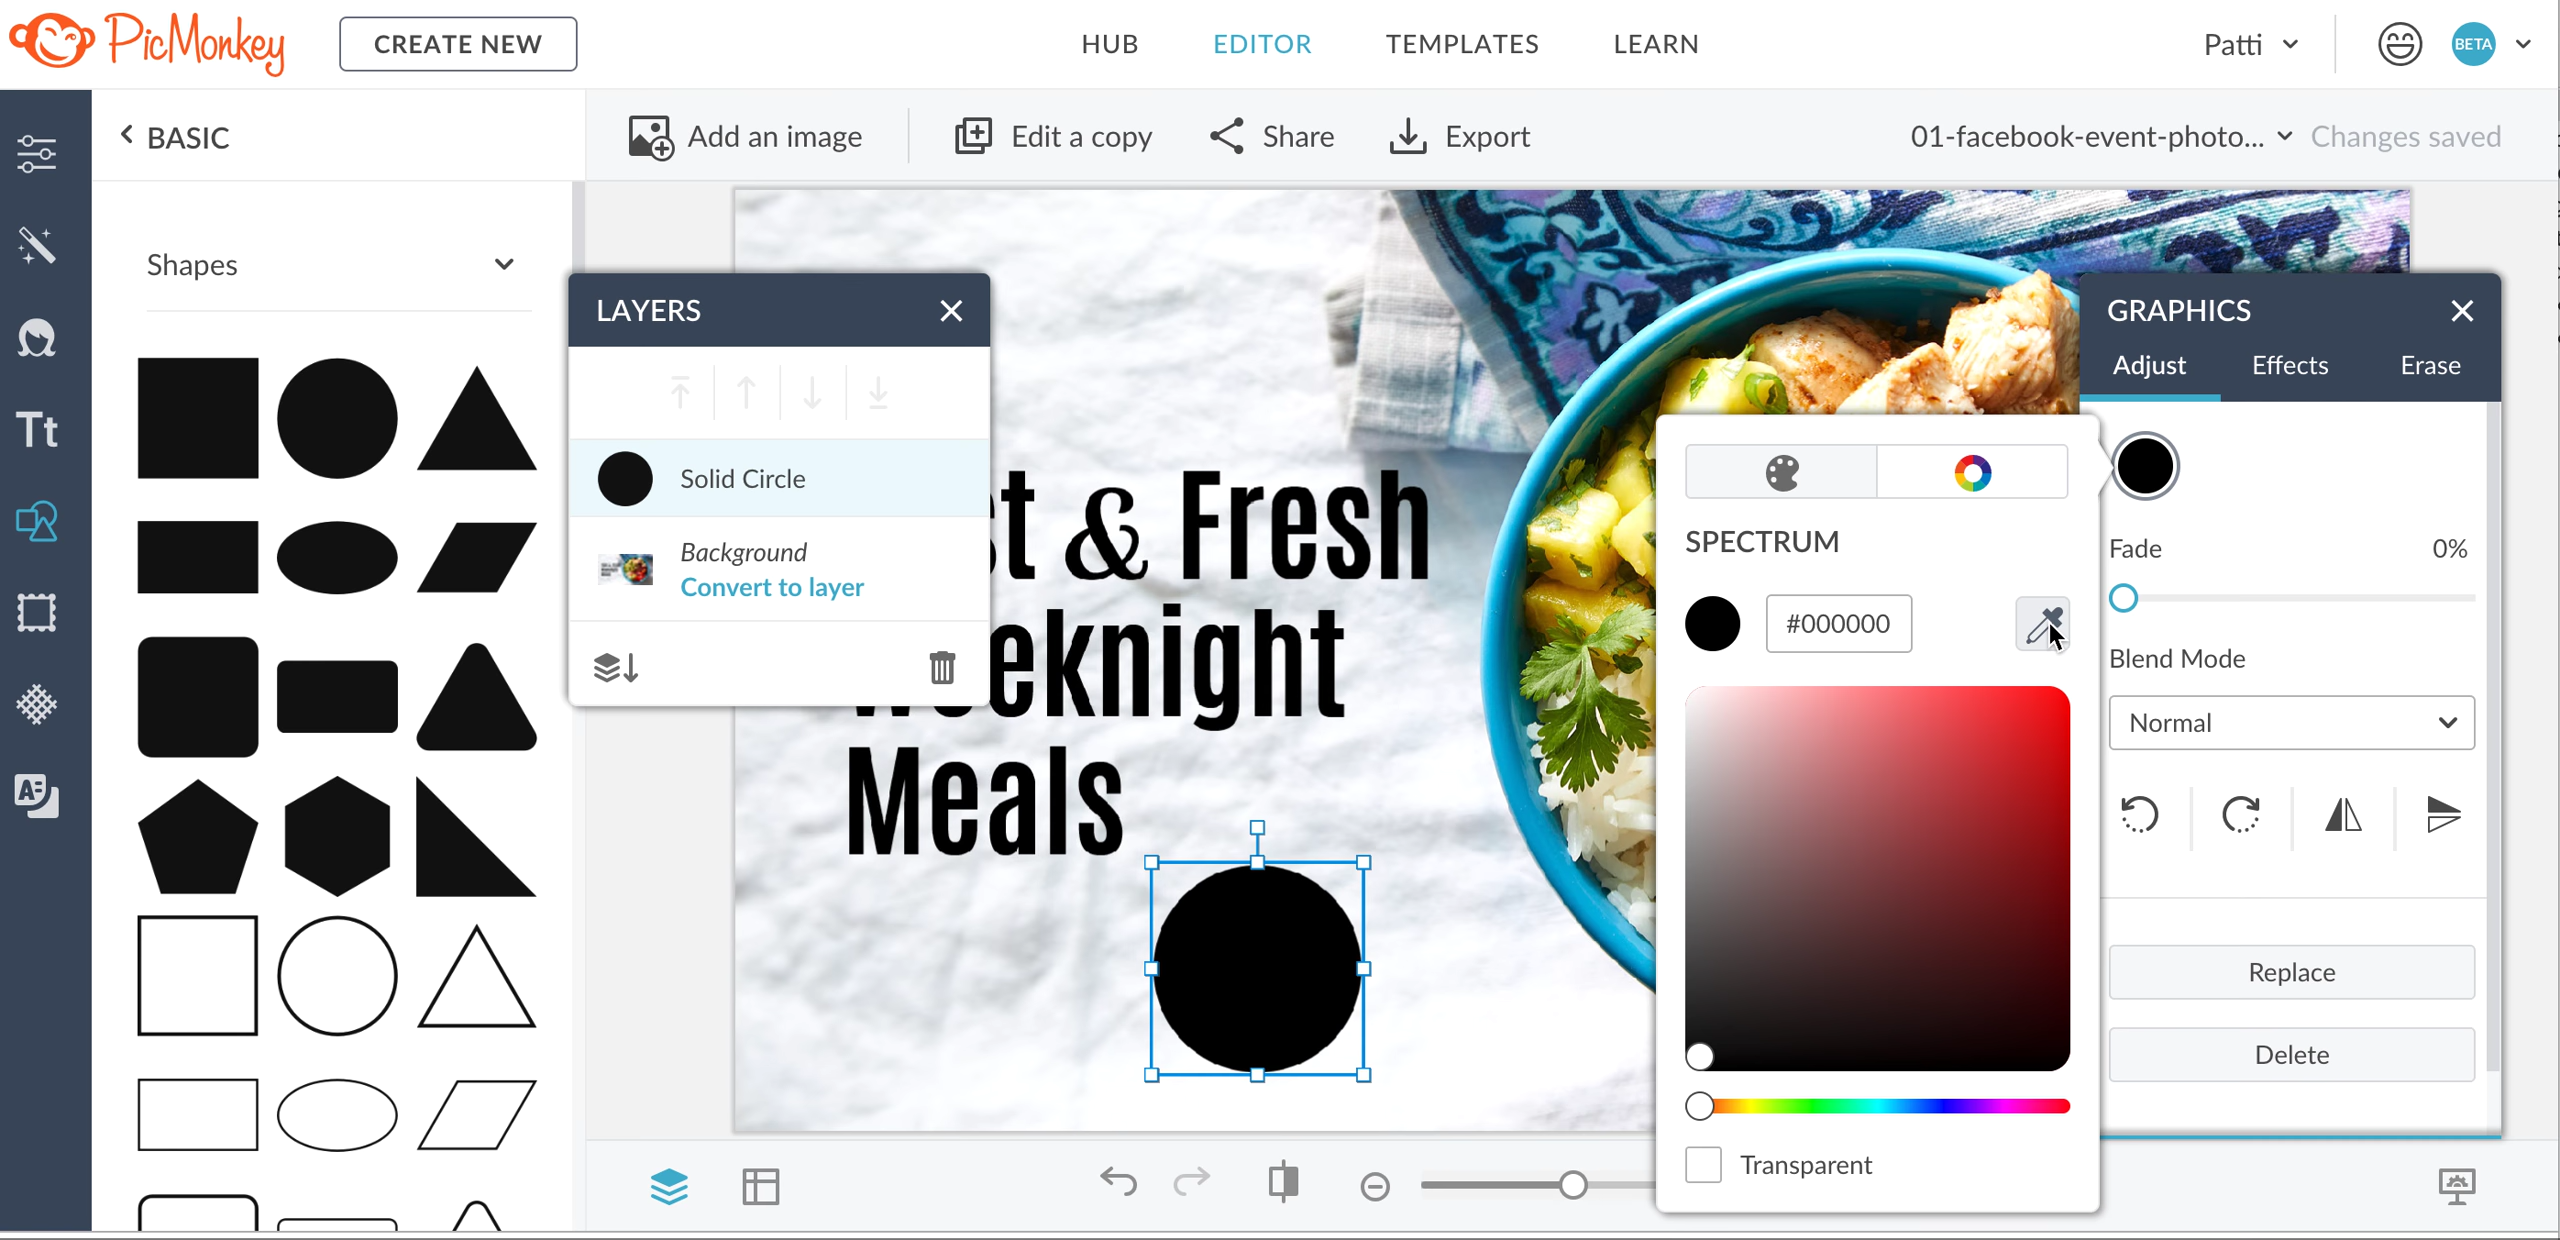 PicMonkey
CREATE NEW
HUB
EDITOR
TEMPLATES
LEARN
Patti
BETA
BASIC
Add an image
Edit a copy
Share
Export
01-facebook-event-photo...
Changes saved
Shapes
Tt
LAYERS
Solid Circle
Background
Convert to layer
t & Fresh
eknight
Meals
GRAPHICS
Adjust
Effects
Erase
SPECTRUM
#000000
Transparent
Fade
0%
Blend Mode
Normal
Replace
Delete